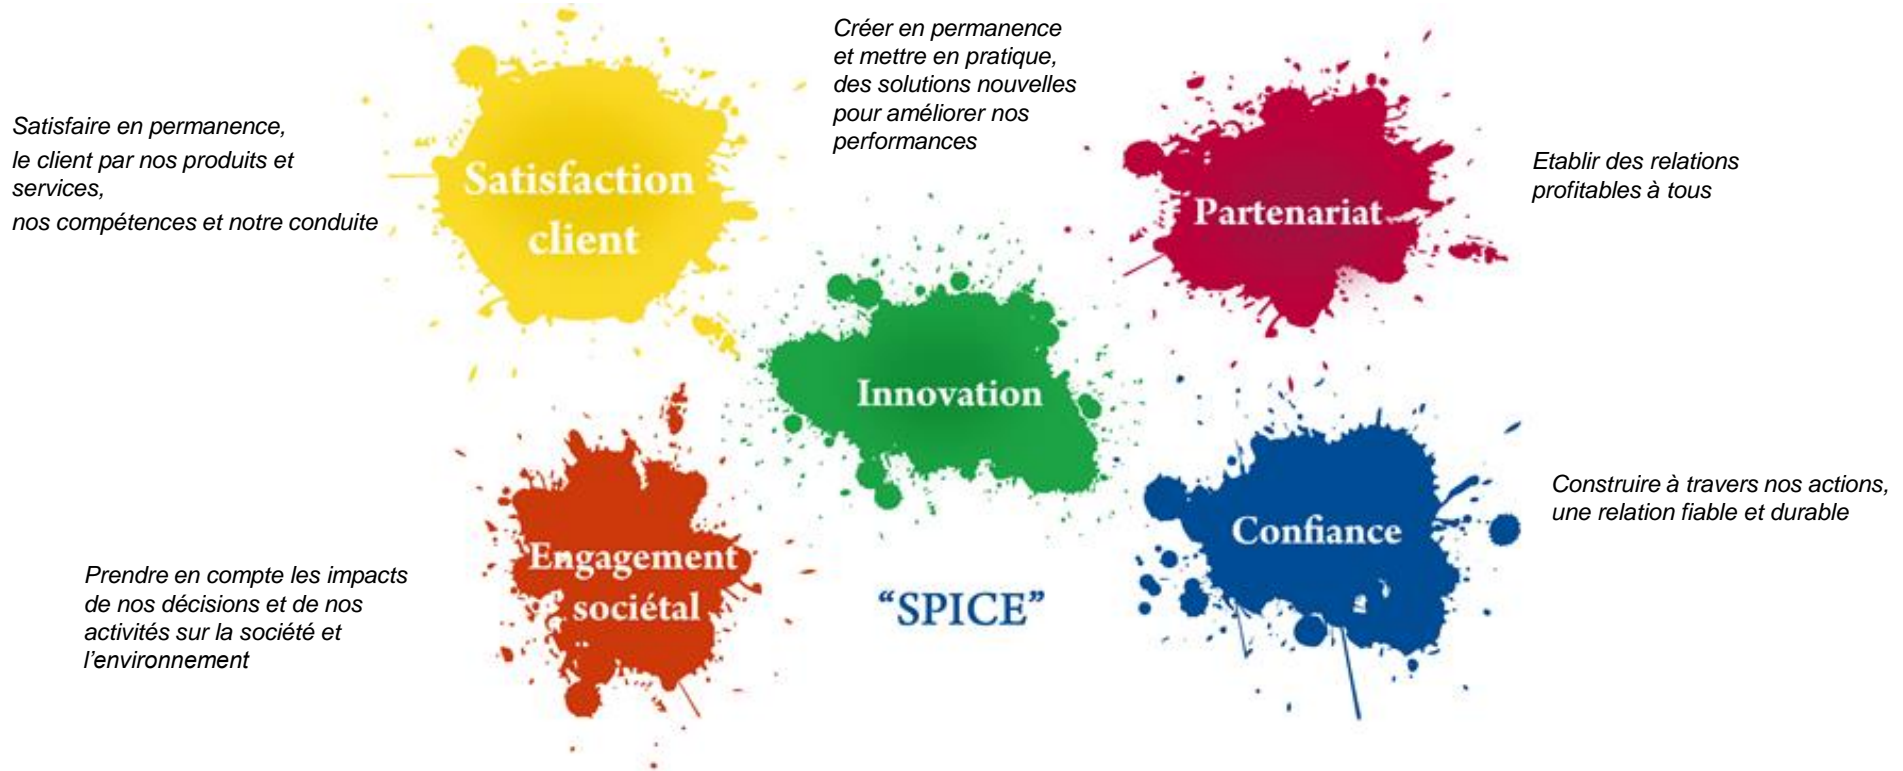 Satisfaire en permanence,
le client par nos produits et
services,
nos compétences et notre conduite
Satisfaction
client
Créer en permanence
et mettre en pratique,
des solutions nouvelles
pour améliorer nos
performances
Innovation
Partenariat
Etablir des relations
profitables à tous
Prendre en compte les impacts
de nos décisions et de nos
activités sur la société et
l’environnement
Engagement
sociétal
“SPICE”
Confiance
Construire à travers nos actions,
une relation fiable et durable